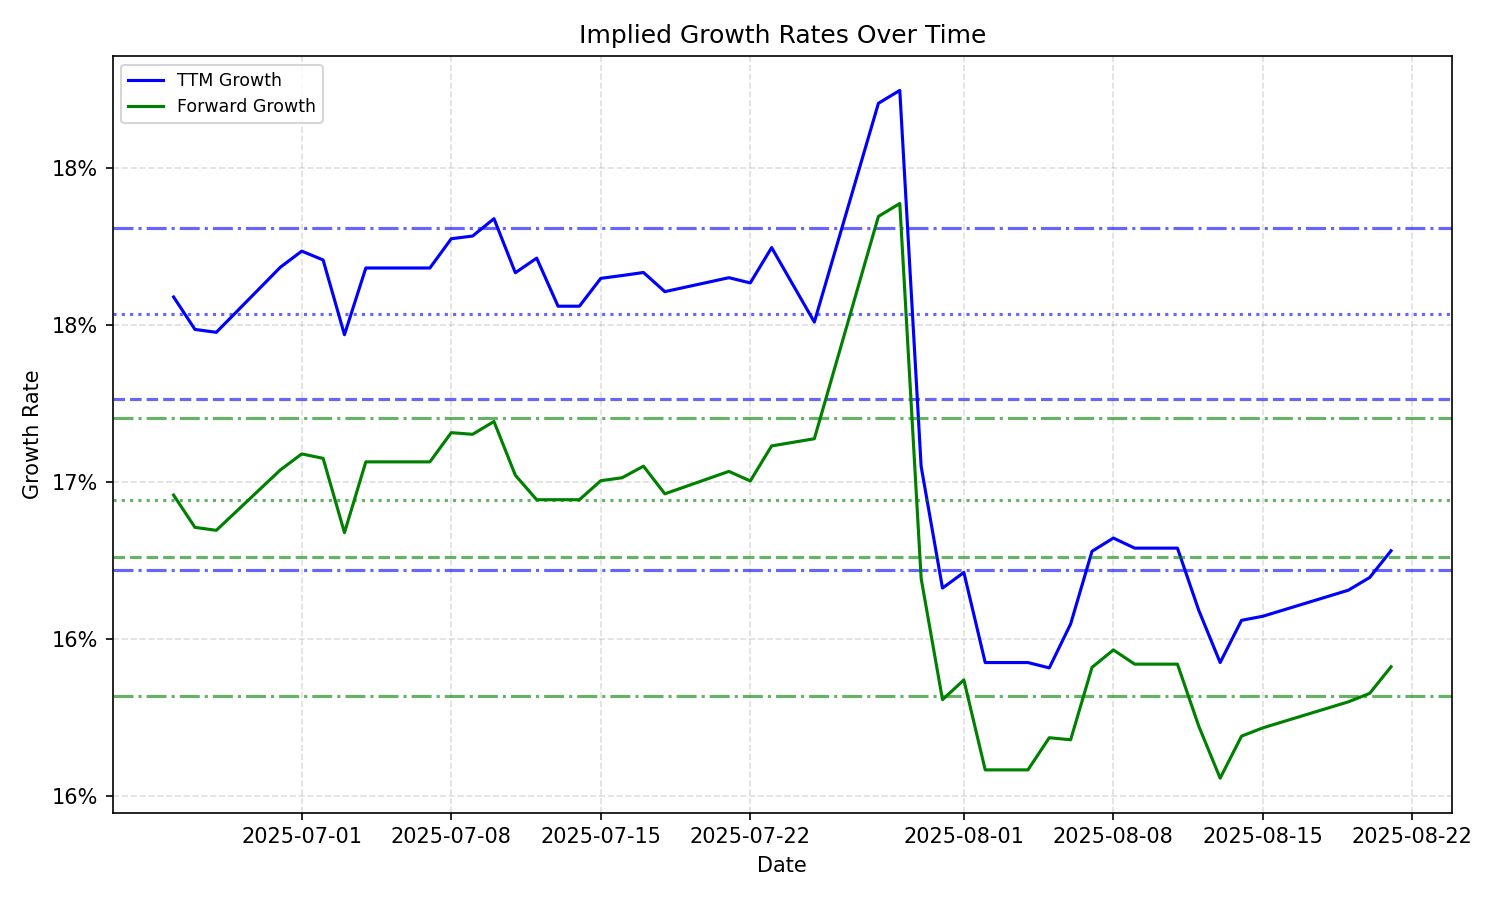 Implied Growth Rates Over Time
TTM Growth
Forward Growth
Growth Rate
18%
18%
17%
16%
16%
2025-07-01
2025-07-08
2025-07-15
2025-07-22
2025-08-01
2025-08-08
2025-08-15
2025-08-22
Date